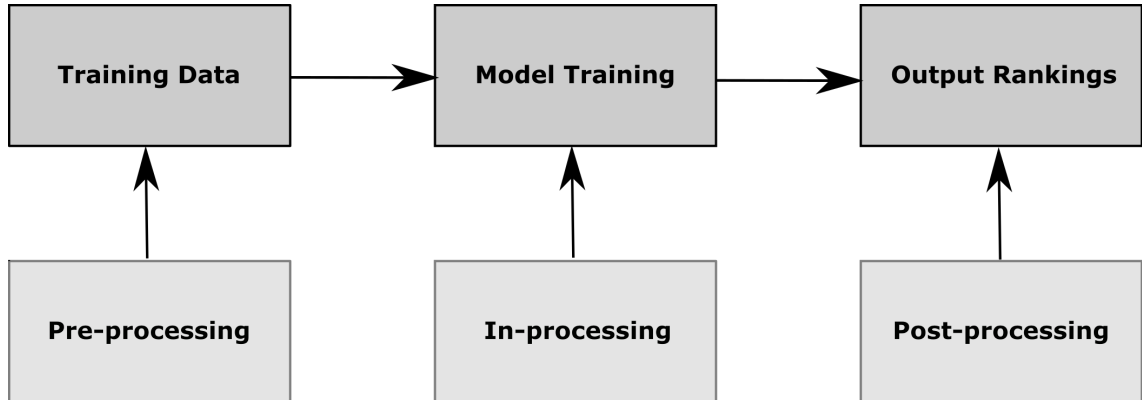 Training Data
Model Training
Output Rankings
Pre-processing
In-processing
Post-processing